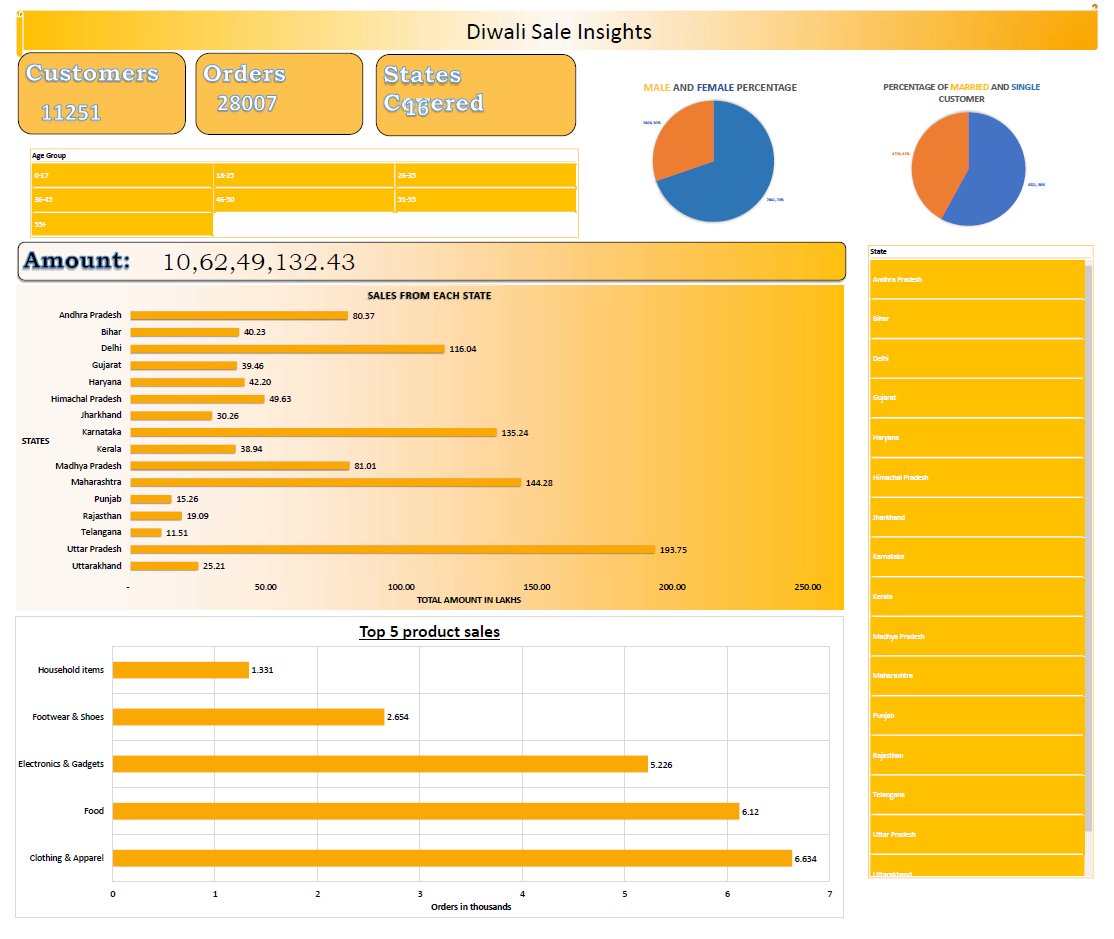 Diwali Sale Insights
Customers
11251
Orders
28007
States
Covered
16
MALE AND FEMALE PERCENTAGE
PERCENTAGE OF MARRIED AND SINGLE
CUSTOMER
Age Group
0-17
18-25
26-35
36-45
46-50
51-55
55+
Amount: 10,62,49,132.43
SALES FROM EACH STATE
Andhra Pradesh 80.37
Bihar 40.23
Delhi 116.04
Gujarat 39.46
Haryana 42.20
Himachal Pradesh 49.63
Jharkhand 30.26
Karnataka 135.24
STATES
Kerala 38.94
Madhya Pradesh 81.01
Maharashtra 144.28
Punjab 15.26
Rajasthan 19.09
Telangana 11.51
Uttar Pradesh 193.75
Uttarakhand 25.21
- 50.00 100.00 150.00 200.00 250.00
TOTAL AMOUNT IN LAKHS
Top 5 product sales
Household items 1.331
Footwear & Shoes 2.654
Electronics & Gadgets 5.226
Food 6.12
Clothing & Apparel 6.634
0 1 2 3 4 5 6 7
Orders in thousands
State
Andhra Pradesh
Bihar
Delhi
Gujarat
Haryana
Himachal Pradesh
Jharkhand
Karnataka
Kerala
Madhya Pradesh
Maharashtra
Punjab
Rajasthan
Telangana
Uttar Pradesh
Uttarakhand